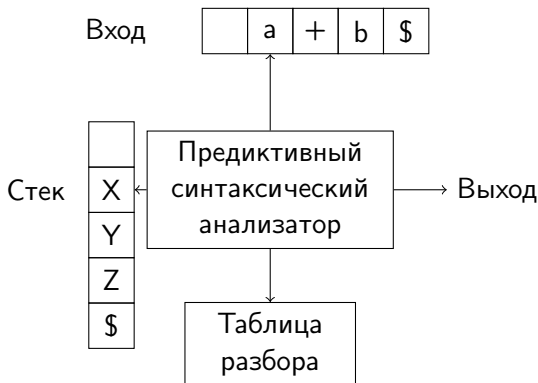 Вход a + b $
Предиктивный
синтаксический
анализатор
Стек
X
Y
Z
$
Выход
Таблица
разбора